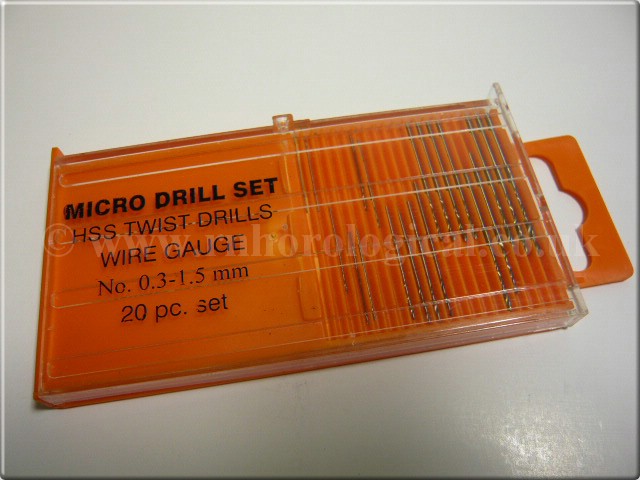 MICRO DRILL SET
HSS TWIST DRILLS
WIRE GAUGE
No. 0.3-1.5 mm
20 pc. set